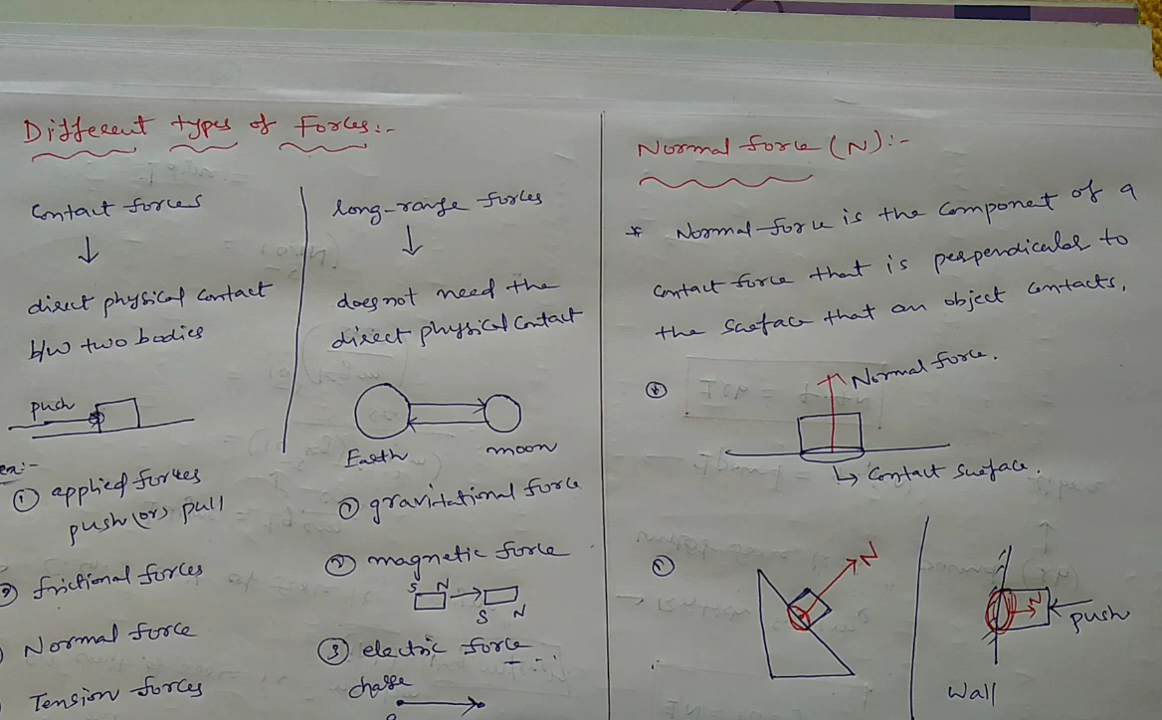 Different types of Forces:-
Contact forces
↓
direct physical contact
b/w two bodies
push
ex:-
① applied forces
push (or) pull
② frictional forces
Normal force
Tension forces
long-range forces
↓
does not need the
direct physical contact
Earth
moon
① gravitational force
② magnetic force
S N
S N
③ electric force
charge
Normal force (N):-
* Normal force is the component of a
contact force that is perpendicular to
the surface that an object contacts.
Normal force.
↳ Contact surface.
N
N
push
Wall